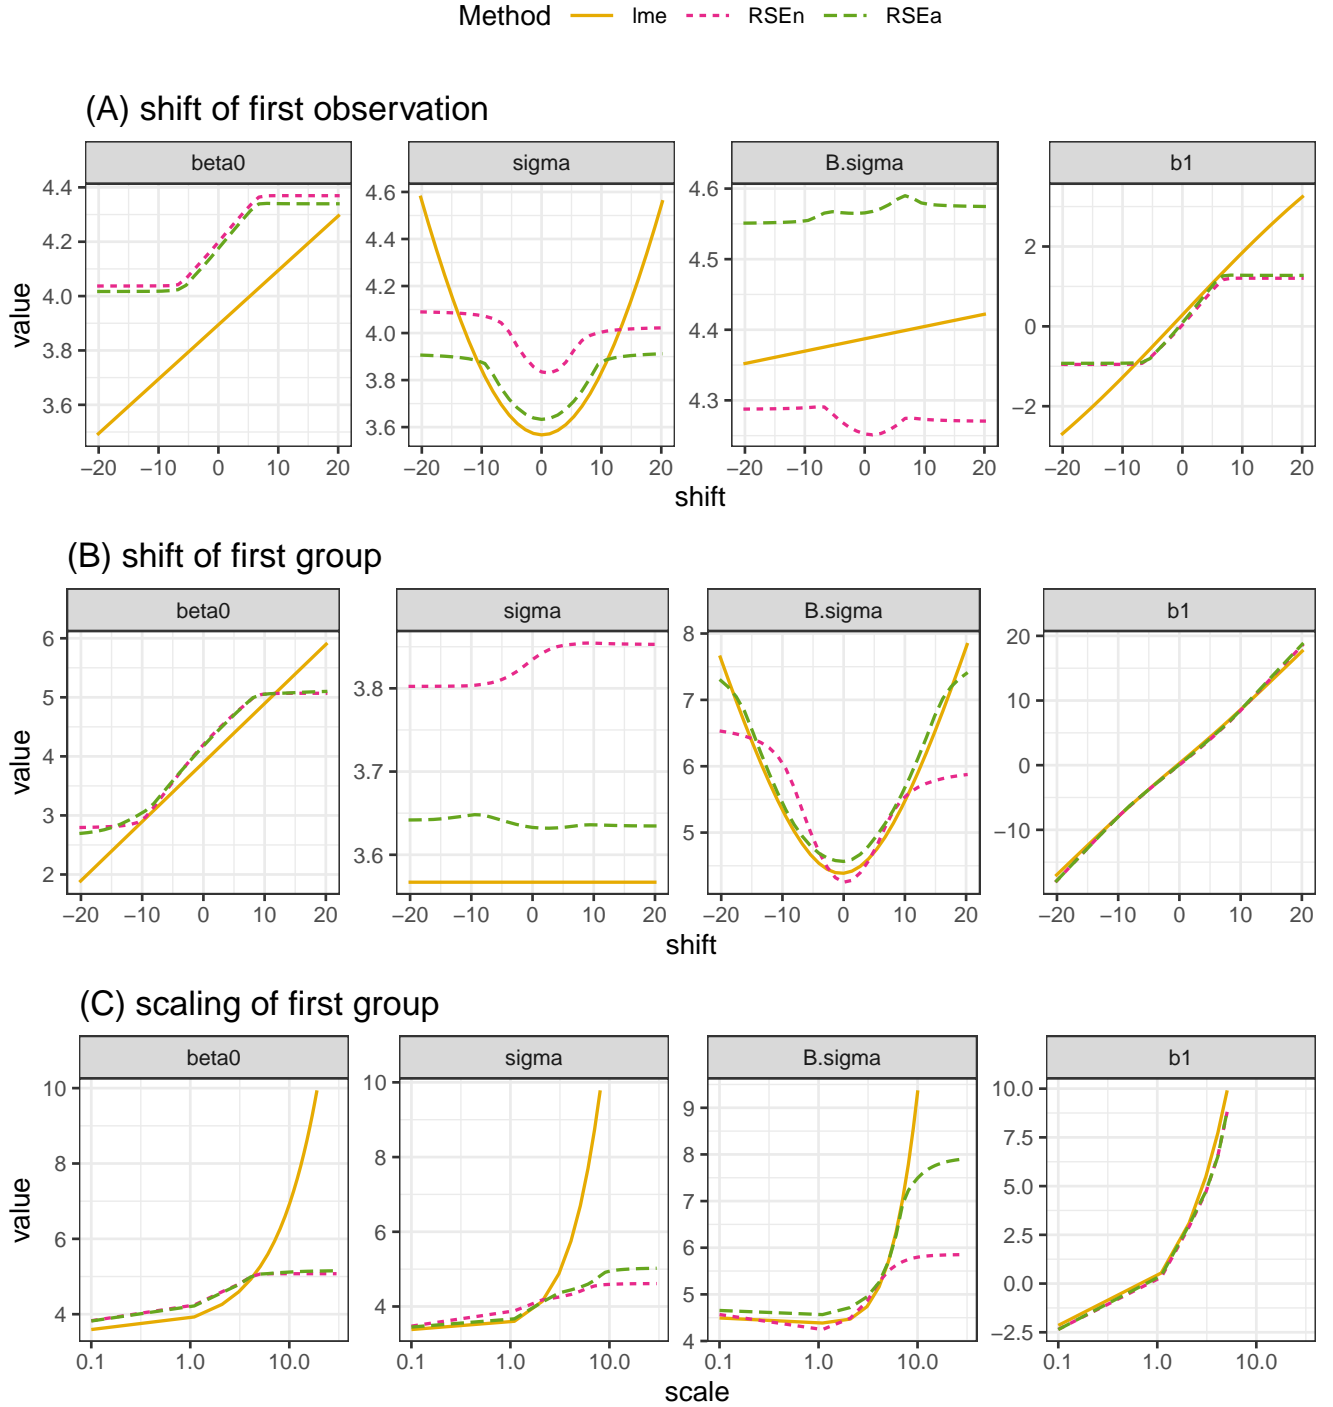 Method lme RSEn RSEa
(A) shift of first observation
beta0 sigma B.sigma b1
value
4.4
4.2
4.0
3.8
3.6
−20 −10 0 10 20
4.6
4.4
4.2
4.0
3.8
3.6
−20 −10 0 10 20
4.6
4.5
4.4
4.3
−20 −10 0 10 20
2
0
−2
−20 −10 0 10 20
shift
(B) shift of first group
beta0 sigma B.sigma b1
value
6
5
4
3
2
−20 −10 0 10 20
3.8
3.7
3.6
−20 −10 0 10 20
8
7
6
5
−20 −10 0 10 20
20
10
0
−10
−20 −10 0 10 20
shift
(C) scaling of first group
beta0 sigma B.sigma b1
value
10
8
6
4
0.1 1.0 10.0
10
8
6
4
0.1 1.0 10.0
9
8
7
6
5
4
0.1 1.0 10.0
10.0
7.5
5.0
2.5
0.0
−2.5
0.1 1.0 10.0
scale